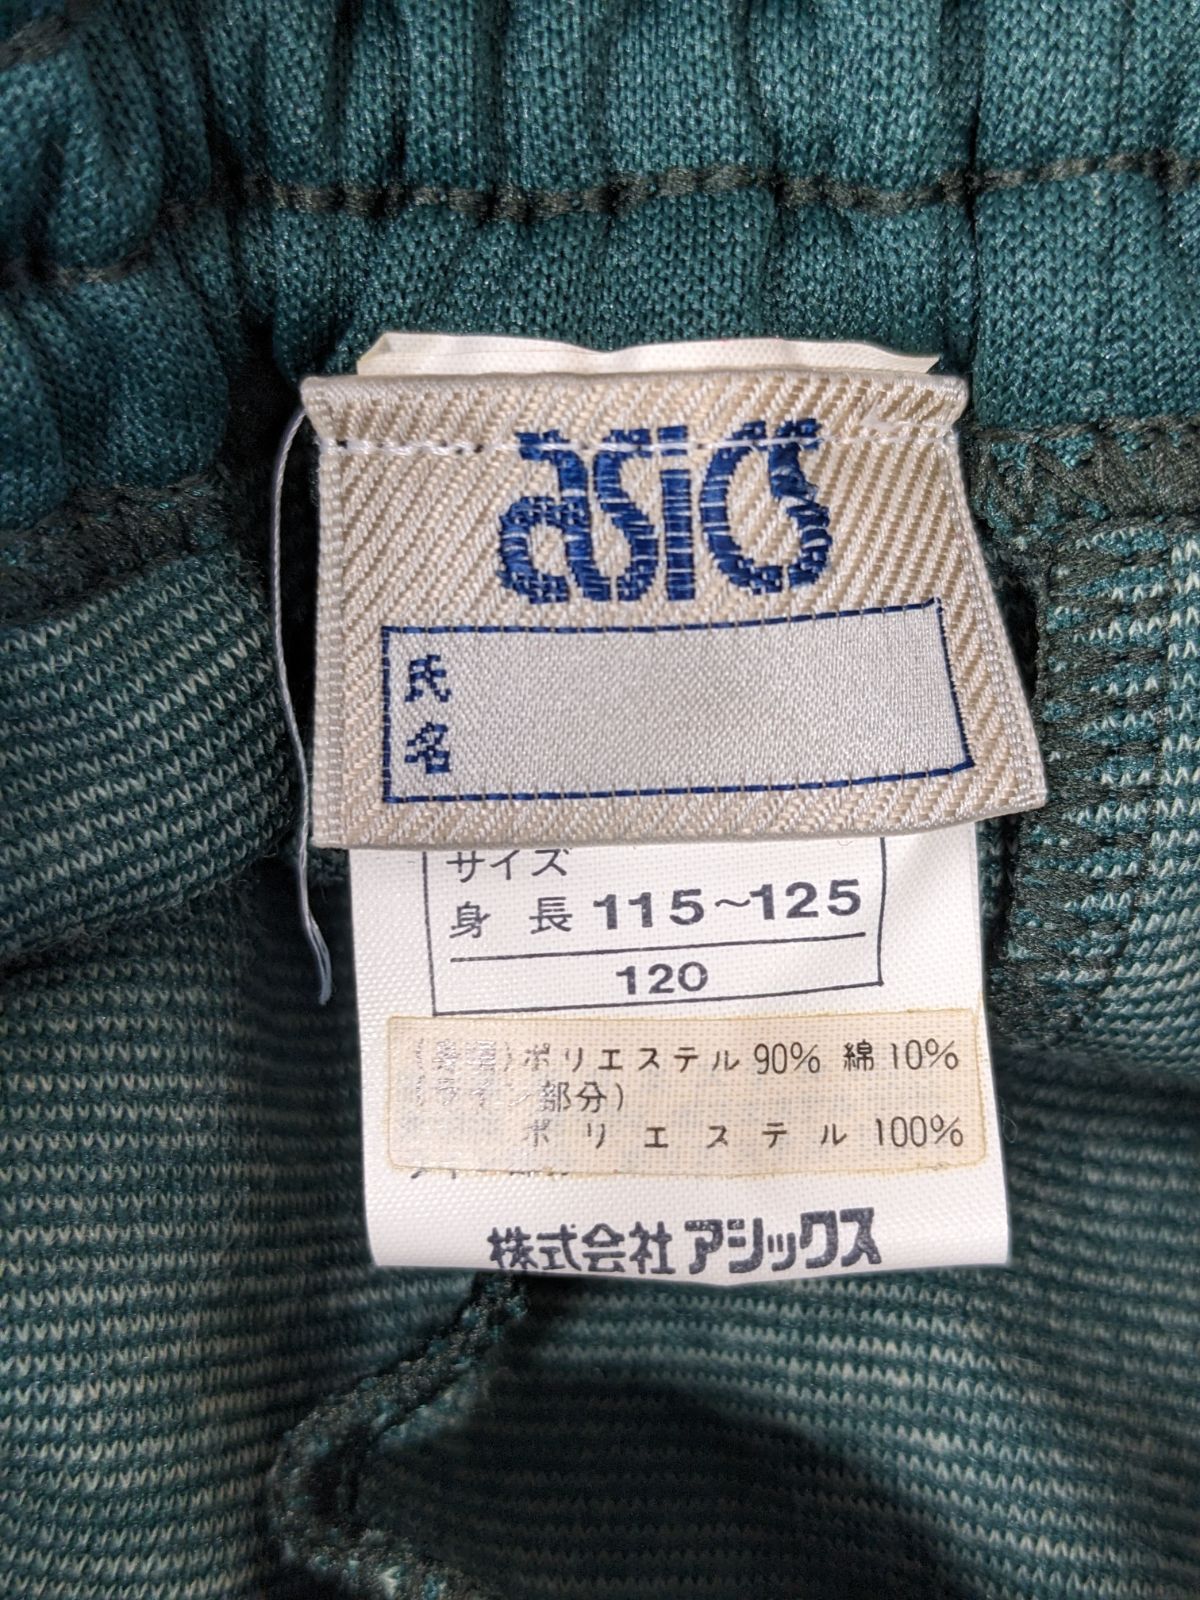 asics
氏名
サイズ
身長 115~125
120
ポリエステル 90% 綿 10%
部分)
ポリエステル 100%
株式会社アシックス